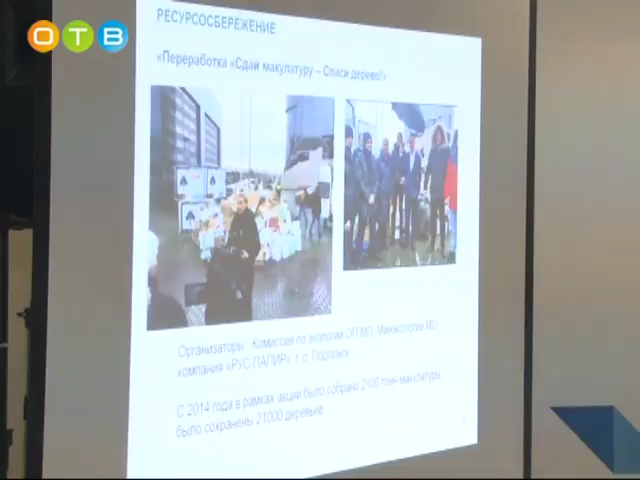 ОТВ
РЕСУРСОСБЕРЕЖЕНИЕ
«Переработка «Сдай макулатуру – Спаси дерево!»
Организаторы : Комиссия по экологии ОП МО, Минэкологии МО,
компания «РУС-ПАПИР» г.о. Подольск
С 2014 года в рамках акции было собрано 2100 тонн макулатуры,
было сохранены 21000 деревьев